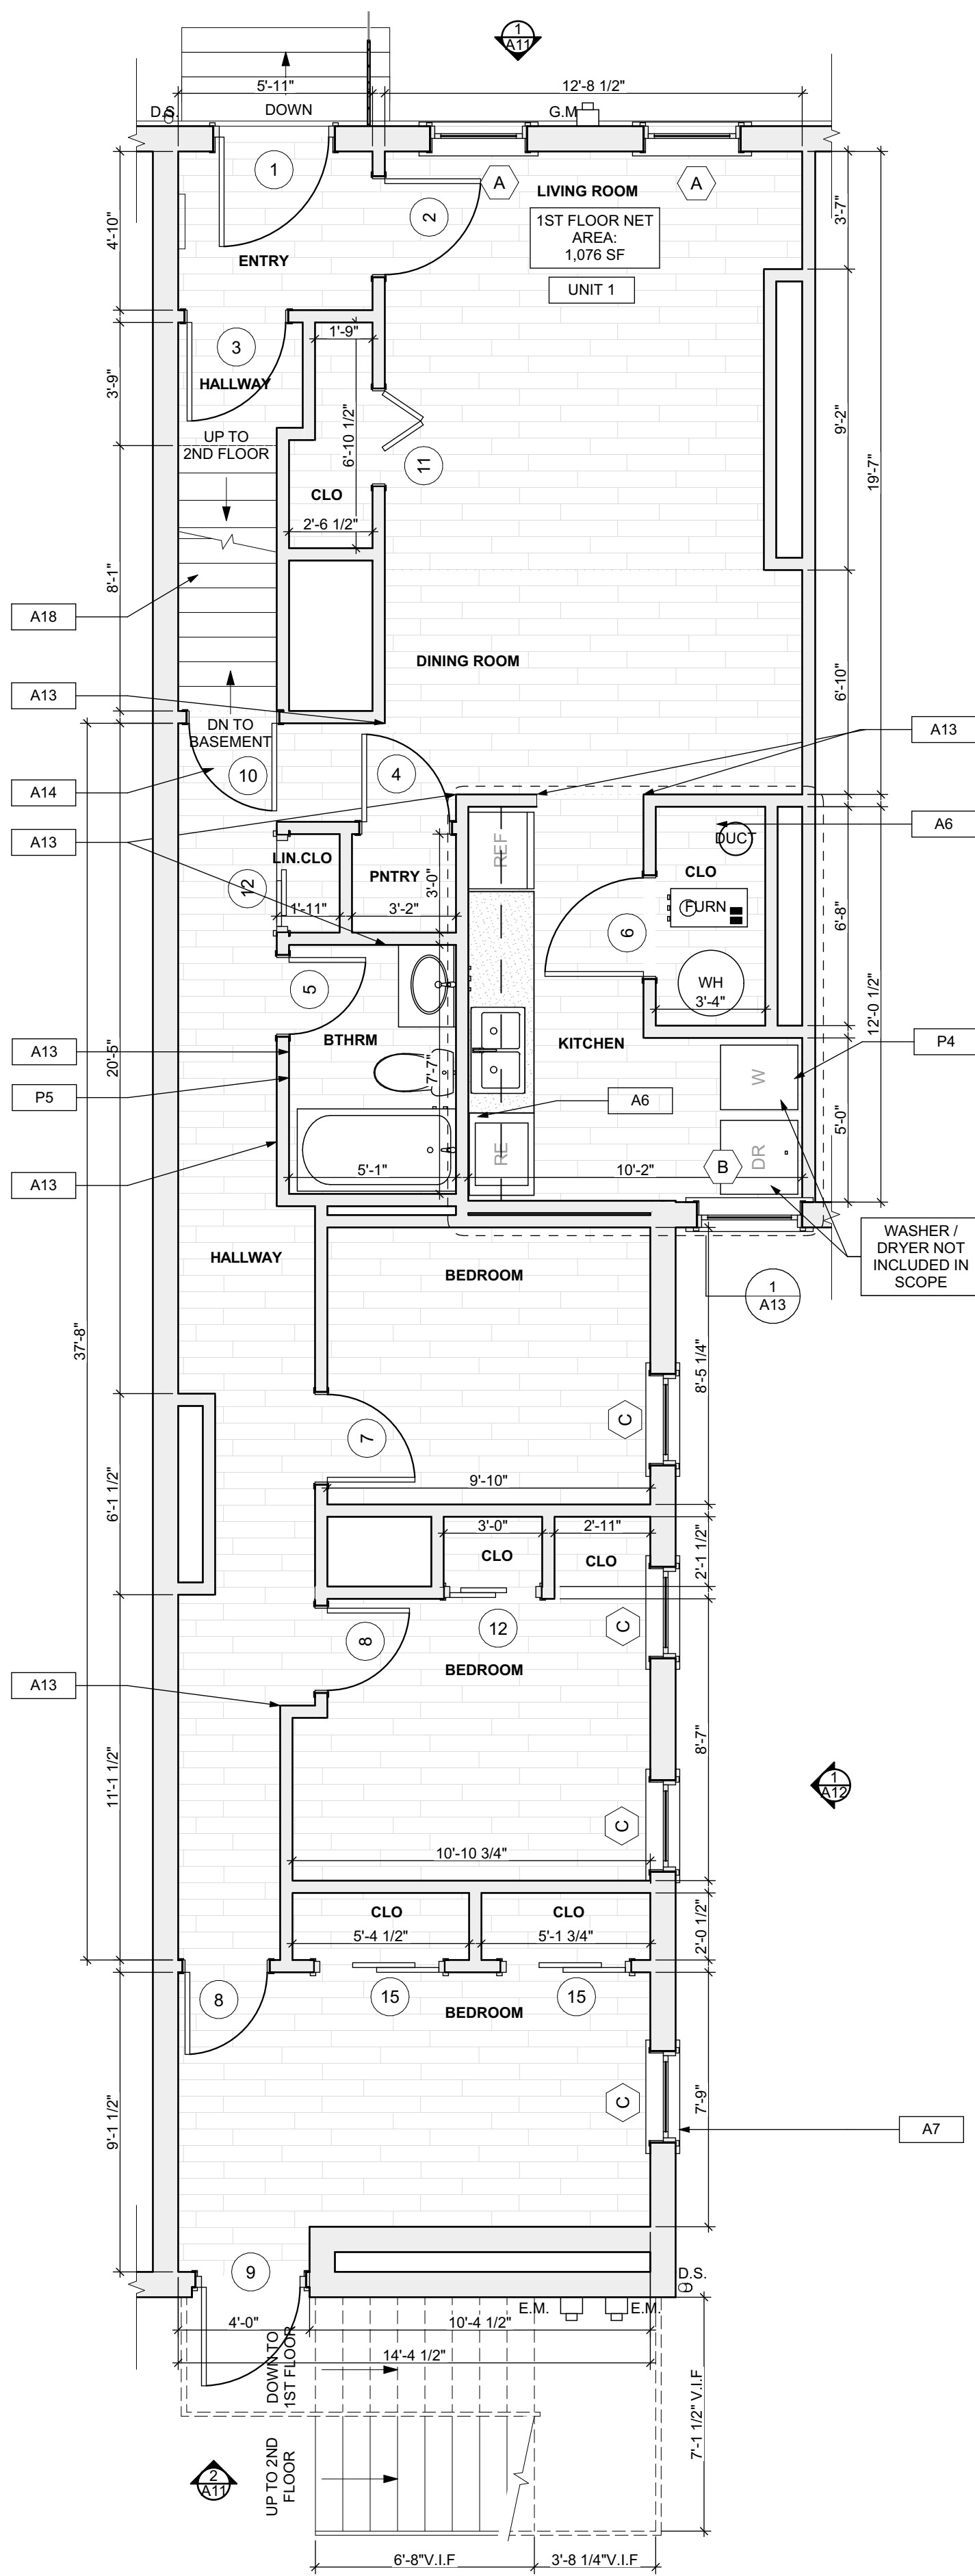 1
A11
5'-11"
12'-8 1/2"
D.S.
DOWN
G.M
1
2
A
LIVING ROOM
A
1ST FLOOR NET
AREA:
1,076 SF
UNIT 1
4'-10"
3'-7"
ENTRY
3
1'-9"
HALLWAY
3'-9"
UP TO
2ND FLOOR
6'-10 1/2"
11
9'-2"
19'-7"
CLO
2'-6 1/2"
8'-1"
A18
DINING ROOM
A13
6'-10"
DN TO
BASEMENT
A13
10
4
A14
A13
REF
DUCT
A6
LIN.CLO
PNTRY
CLO
12
3'-0"
1'-11"
3'-2"
FURN
6
6'-8"
5
WH
3'-4"
12'-0 1/2"
BTHRM
KITCHEN
A13
20'-5"
7'-7"
W
P4
P5
A6
5'-0"
A13
5'-1"
RE
10'-2"
B
DR
WASHER /
DRYER NOT
INCLUDED IN
SCOPE
HALLWAY
BEDROOM
1
A13
37'-8"
8'-5 1/4"
C
7
9'-10"
6'-1 1/2"
3'-0"
2'-11"
CLO
CLO
2'-1 1/2"
12
C
8
BEDROOM
A13
11'-1 1/2"
8'-7"
1
A12
C
10'-10 3/4"
CLO
CLO
5'-4 1/2"
5'-1 3/4"
2'-0 1/2"
8
15
15
BEDROOM
C
7'-9"
A7
9'-1 1/2"
9
D.S.
E.M.
E.M.
4'-0"
10'-4 1/2"
14'-4 1/2"
DOWN TO
1ST FLOOR
7'-1 1/2" V.I.F
UP TO 2ND
FLOOR
2
A11
6'-8"V.I.F
3'-8 1/4"V.I.F